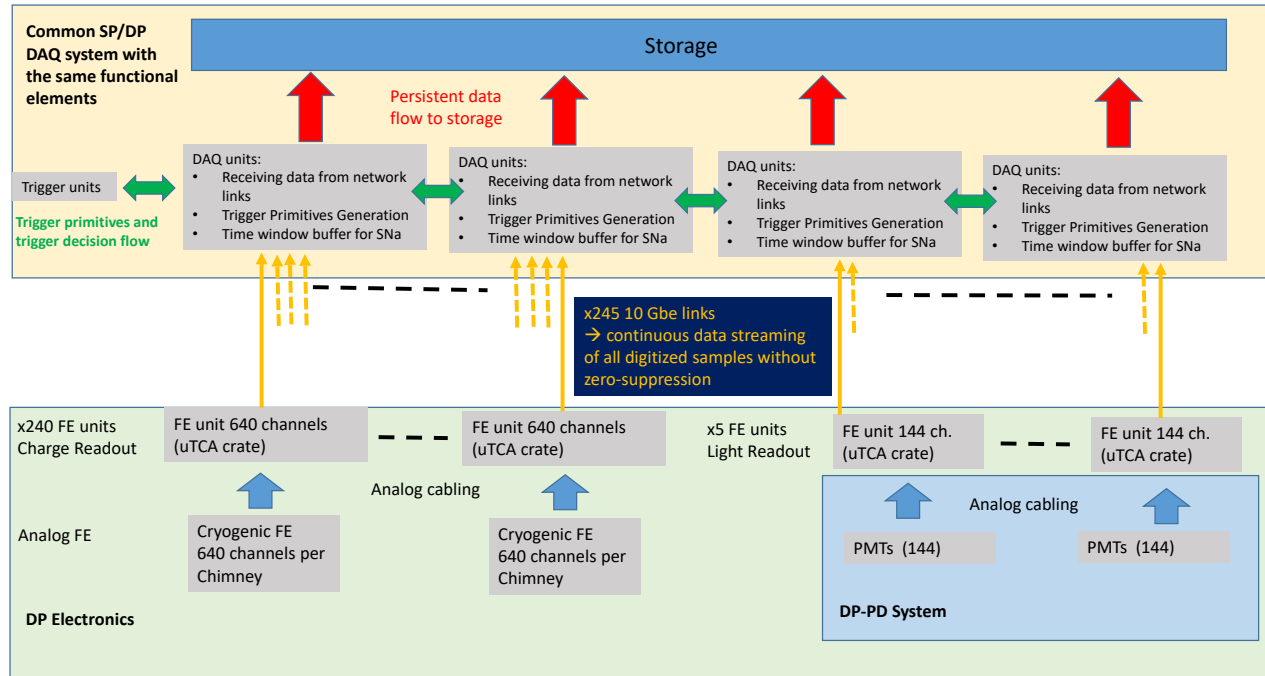 Common SP/DP
DAQ system with
the same functional
elements
Storage
Persistent data
flow to storage
Trigger units
Trigger primitives and
trigger decision flow
DAQ units:
• Receiving data from network
links
• Trigger Primitives Generation
• Time window buffer for SNa
DAQ units:
• Receiving data from network
links
• Trigger Primitives Generation
• Time window buffer for SNa
DAQ units:
• Receiving data from network
links
• Trigger Primitives Generation
• Time window buffer for SNa
DAQ units:
• Receiving data from network
links
• Trigger Primitives Generation
• Time window buffer for SNa
x245 10 Gbe links
→ continuous data streaming
of all digitized samples without
zero-suppression
x240 FE units
Charge Readout
FE unit 640 channels
(uTCA crate)
FE unit 640 channels
(uTCA crate)
x5 FE units
Light Readout
FE unit 144 ch.
(uTCA crate)
FE unit 144 ch.
(uTCA crate)
Analog cabling
Analog cabling
Analog FE
Cryogenic FE
640 channels per
Chimney
Cryogenic FE
640 channels per
Chimney
PMTs (144)
PMTs (144)
DP Electronics
DP-PD System